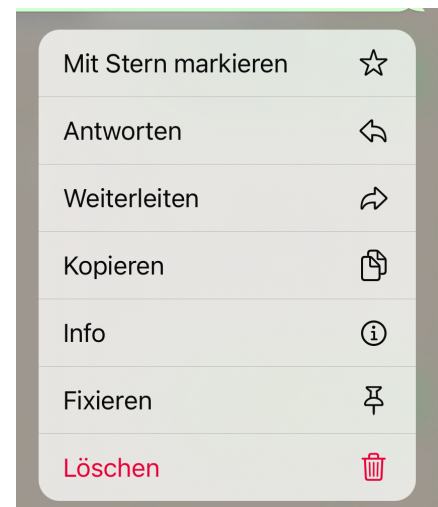 Mit Stern markieren
Antworten
Weiterleiten
Kopieren
Info
Fixieren
Löschen